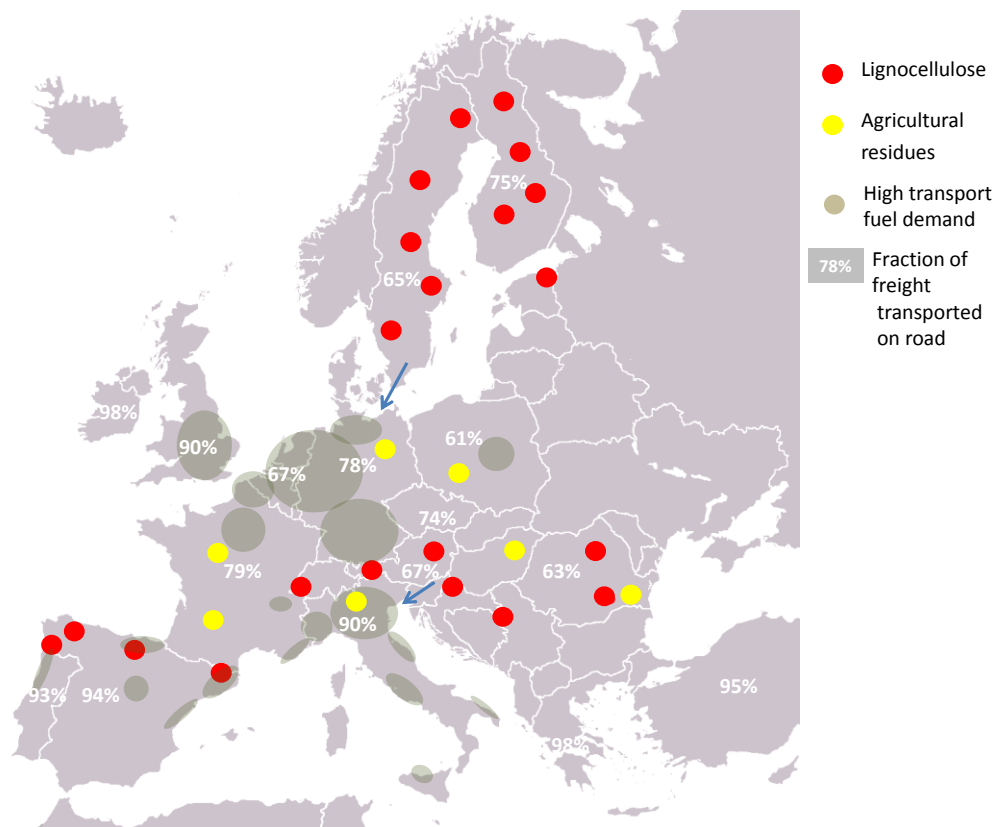 Lignocellulose
Agricultural
residues
High transport
fuel demand
78%
Fraction of
freight
transported
on road
75%
65%
98%
90%
61%
67%
78%
74%
79%
67%
63%
90%
93%
94%
95%
98%